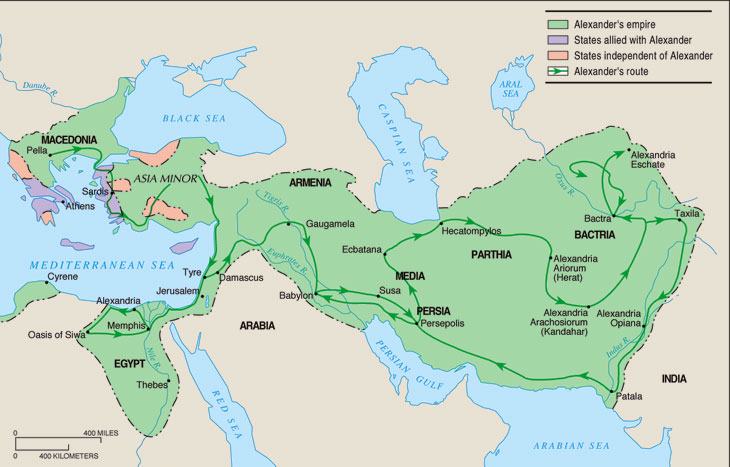 Alexander's empire
States allied with Alexander
States independent of Alexander
Alexander's route
Danube R.
BLACK SEA
CASPIAN SEA
ARAL
SEA
MACEDONIA
Pella
ASIA MINOR
Sardis
Athens
ARMENIA
Tigris R.
Gaugamela
Euphrates R.
Oxus R.
Alexandria
Eschate
Bactra
BACTRIA
Taxila
Hecatompylos
PARTHIA
Ecbatana
MEDIA
Alexandria
Ariorum
(Herat)
MEDITERRANEAN SEA
Cyrene
Tyre
Damascus
Jerusalem
Babylon
Susa
PERSIA
Persepolis
Alexandria
Arachosiorum
(Kandahar)
Alexandria
Opiana
Alexandria
Memphis
Oasis of Siwa
EGYPT
Nile R.
Thebes
ARABIA
RED SEA
PERSIAN GULF
Indus R.
INDIA
Patala
ARABIAN SEA
0 400 MILES
0 400 KILOMETERS